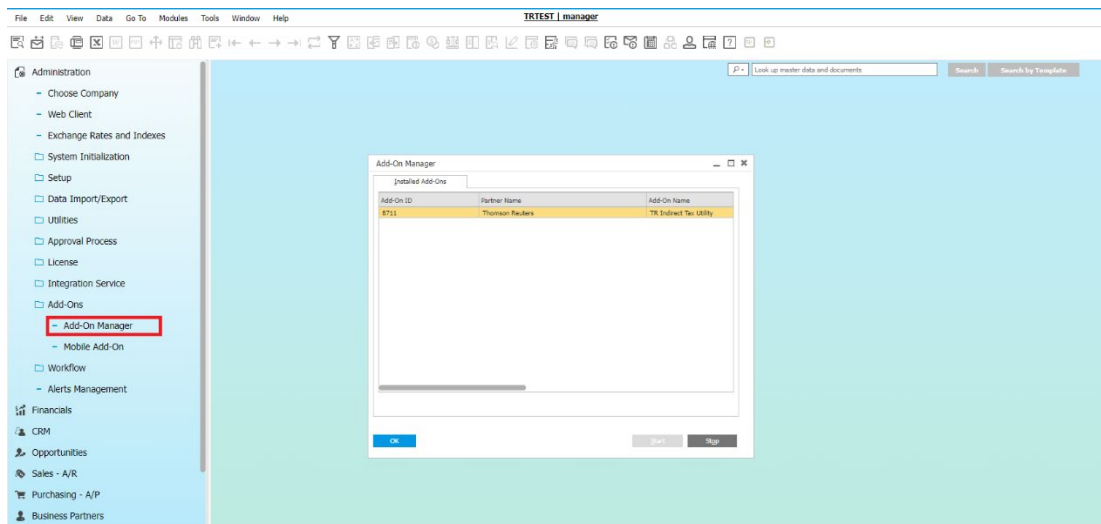 File Edit View Data Go To Modules Tools Window Help
TRTEST | manager
Look up master data and documents
Search
Search by Template
Administration
Choose Company
Web Client
Exchange Rates and Indexes
System Initialization
Setup
Data Import/Export
Utilities
Approval Process
License
Integration Service
Add-Ons
Add-On Manager
Mobile Add-On
Workflow
Alerts Management
Financials
CRM
Opportunities
Sales - A/R
Purchasing - A/P
Business Partners
Add-On Manager
Installed Add-Ons
Add-On ID Partner Name Add-On Name
8711 Thomson Reuters TR Indirect Tax Utility
OK
Start
Stop